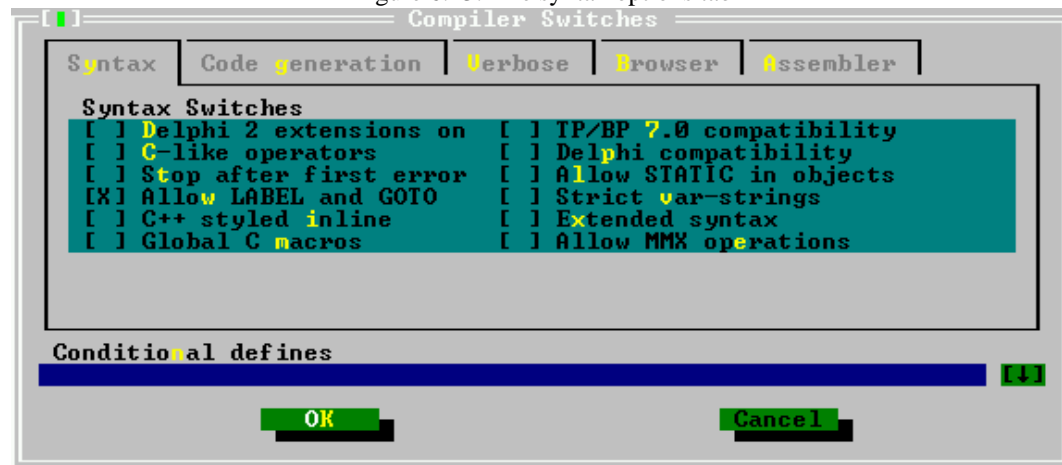 Compiler Switches
Syntax Code generation Verbose Browser Assembler
Syntax Switches
[ ] Delphi 2 extensions on [ ] TP/BP 7.0 compatibility
[ ] C-like operators [ ] Delphi compatibility
[ ] Stop after first error [ ] Allow STATIC in objects
[X] Allow LABEL and GOTO [ ] Strict var-strings
[ ] C++ styled inline [ ] Extended syntax
[ ] Global C macros [ ] Allow MMX operations
Conditional defines
[↓]
OK Cancel